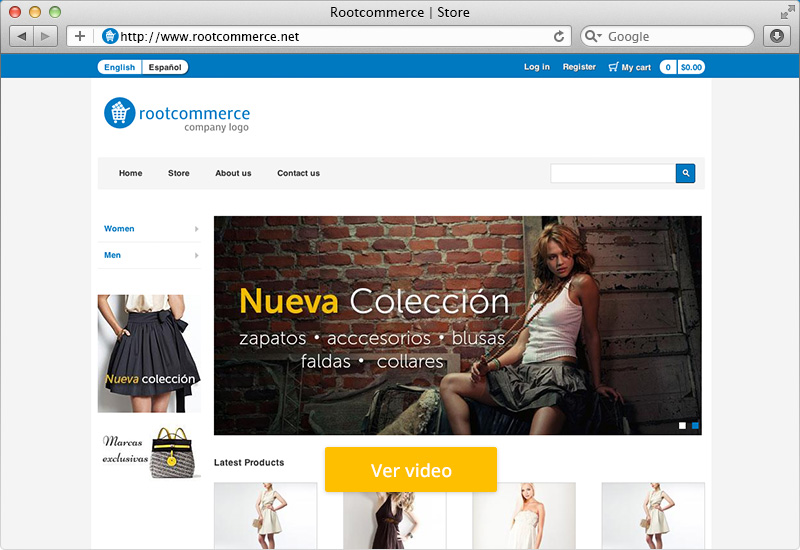 Rootcommerce | Store
http://www.rootcommerce.net
Google
English Español
Log in Register My cart 0 $0.00
rootcommerce
company logo
Home Store About us Contact us
Women
Men
Nueva Colección
zapatos • acccesorios • blusas
faldas • collares
Nueva colección
Marcas
exclusivas
Latest Products
Ver video